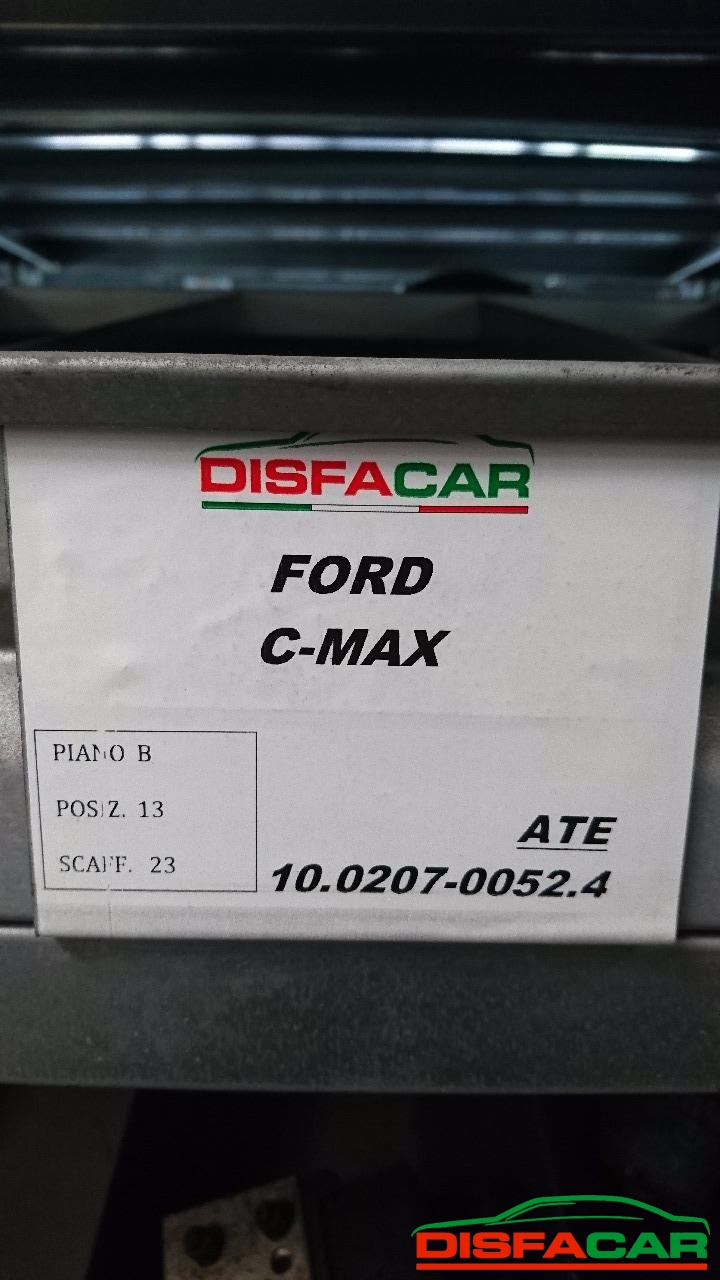 DISFACAR
FORD
C-MAX
PIANO B
POSIZ. 13
SCAFF. 23
ATE
10.0207-0052.4
DISFACAR